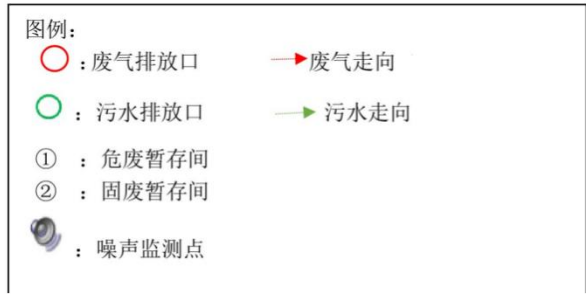 图例：
：废气排放口 废气走向
：污水排放口 污水走向
① ：危废暂存间
② ：固废暂存间
：噪声监测点